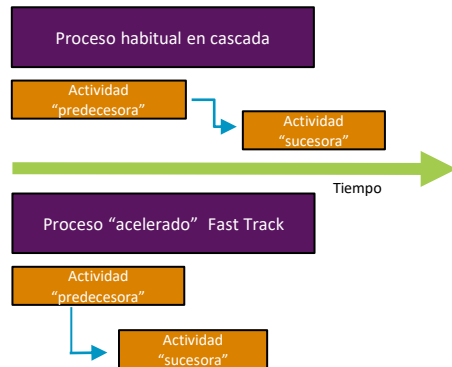 Proceso habitual en cascada
Actividad
“predecesora”
Actividad
“sucesora”
Tiempo
Proceso “acelerado” Fast Track
Actividad
“predecesora”
Actividad
“sucesora”